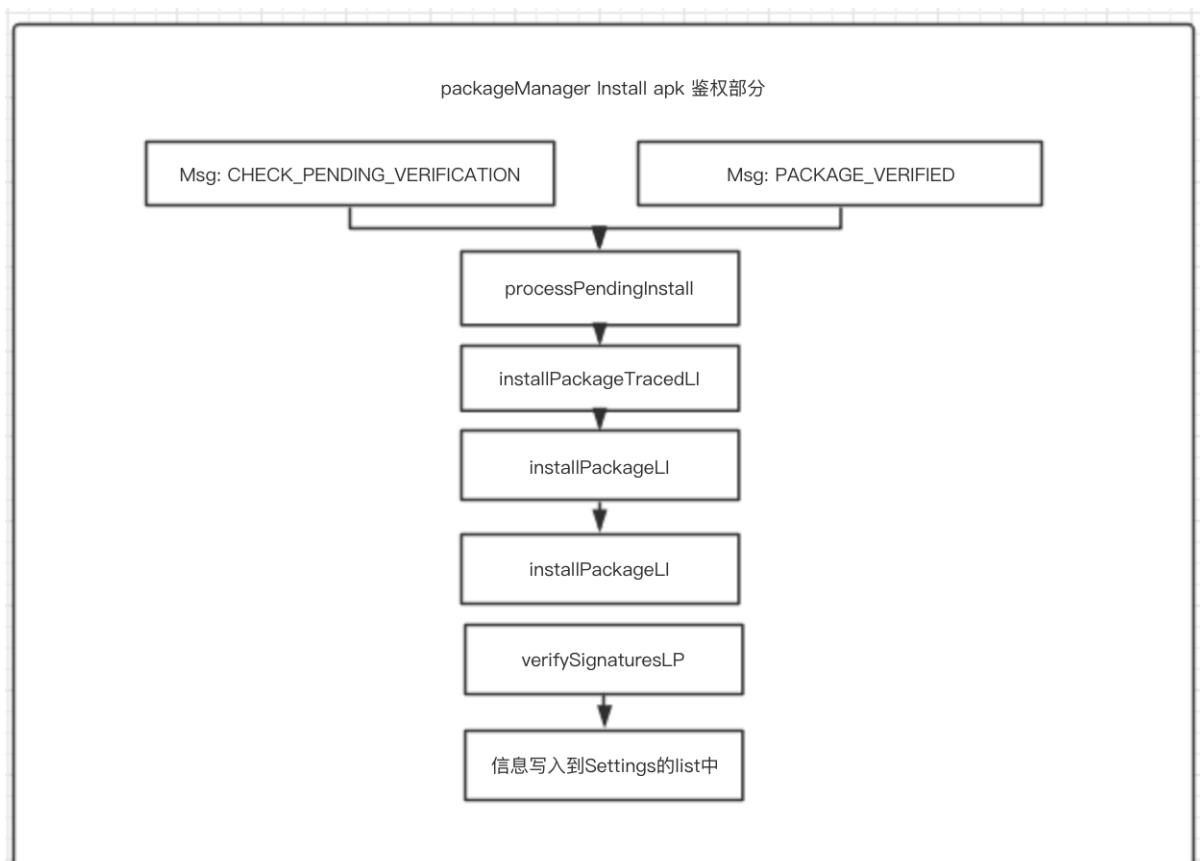 packageManager Install apk 鉴权部分
Msg: CHECK_PENDING_VERIFICATION
Msg: PACKAGE_VERIFIED
processPendingInstall
installPackageTracedLI
installPackageLI
installPackageLI
verifySignaturesLP
信息写入到Settings的list中